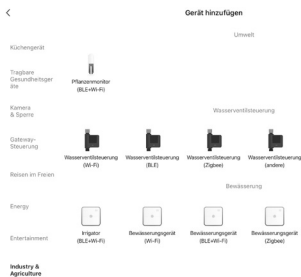 Gerät hinzufügen
Umwelt
Küchengerät
Tragbare
Gesundheitsger
äte
Kamera
& Sperre
Gateway-
Steuerung
Reisen im Freien
Energy
Entertainment
Industry &
Agriculture
Pflanzenmonitor
(BLE+Wi-Fi)
Wasserventilsteuerung
Wasserventilsteuerung
(Wi-Fi)
Wasserventilsteuerung
(BLE)
Wasserventilsteuerung
(Zigbee)
Wasserventilsteuerung
(andere)
Bewässerung
Irrigator
(BLE+Wi-Fi)
Bewässerungsgerät
(Wi-Fi)
Bewässerungsgerät
(BLE+Wi-Fi)
Bewässerungsgerät
(Zigbee)